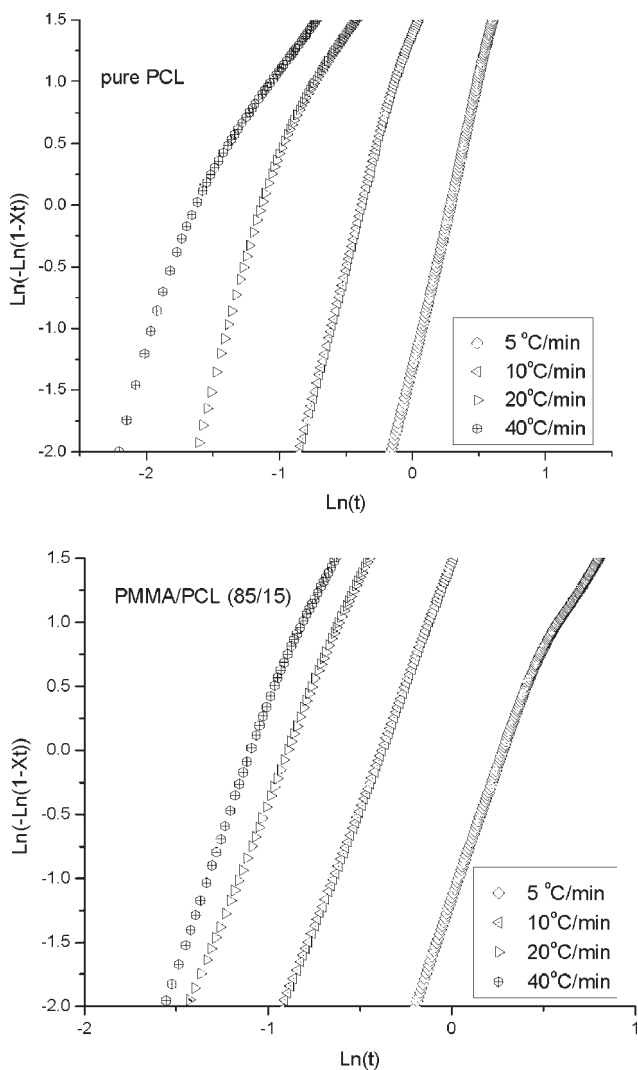 1.5
1.0
0.5
0.0
-0.5
-1.0
-1.5
-2.0
Ln(-Ln(1-Xt))
pure PCL
5 °C/min
10°C/min
20°C/min
40°C/min
-2
-1
0
1
Ln(t)
1.5
1.0
0.5
0.0
-0.5
-1.0
-1.5
-2.0
Ln(-Ln(1-Xt))
PMMA/PCL (85/15)
5 °C/min
10°C/min
20°C/min
40°C/min
-2
-1
0
1
Ln(t)